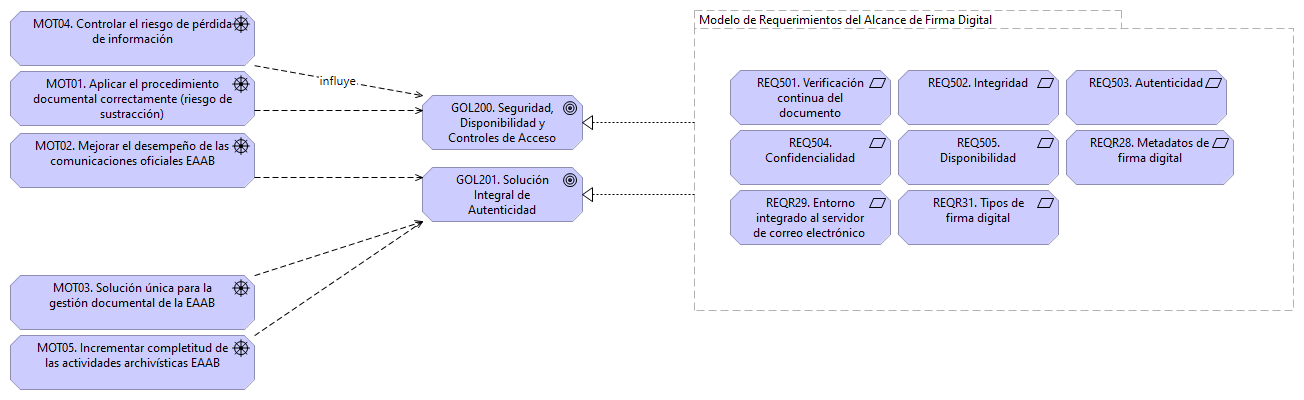 MOT04. Controlar el riesgo de pérdida
de información
MOT01. Aplicar el procedimiento
documental correctamente (riesgo de
sustracción)
MOT02. Mejorar el desempeño de las
comunicaciones oficiales EAAB
MOT03. Solución única para la
gestión documental de la EAAB
MOT05. Incrementar completitud de
las actividades archivísticas EAAB
influye.
GOL200. Seguridad,
Disponibilidad y
Controles de Acceso
GOL201. Solución
Integral de
Autenticidad
Modelo de Requerimientos del Alcance de Firma Digital
REQ501. Verificación
continua del
documento
REQ502. Integridad
REQ503. Autenticidad
REQ504.
Confidencialidad
REQ505.
Disponibilidad
REQR28. Metadatos de
firma digital
REQR29. Entorno
integrado al servidor
de correo electrónico
REQR31. Tipos de
firma digital